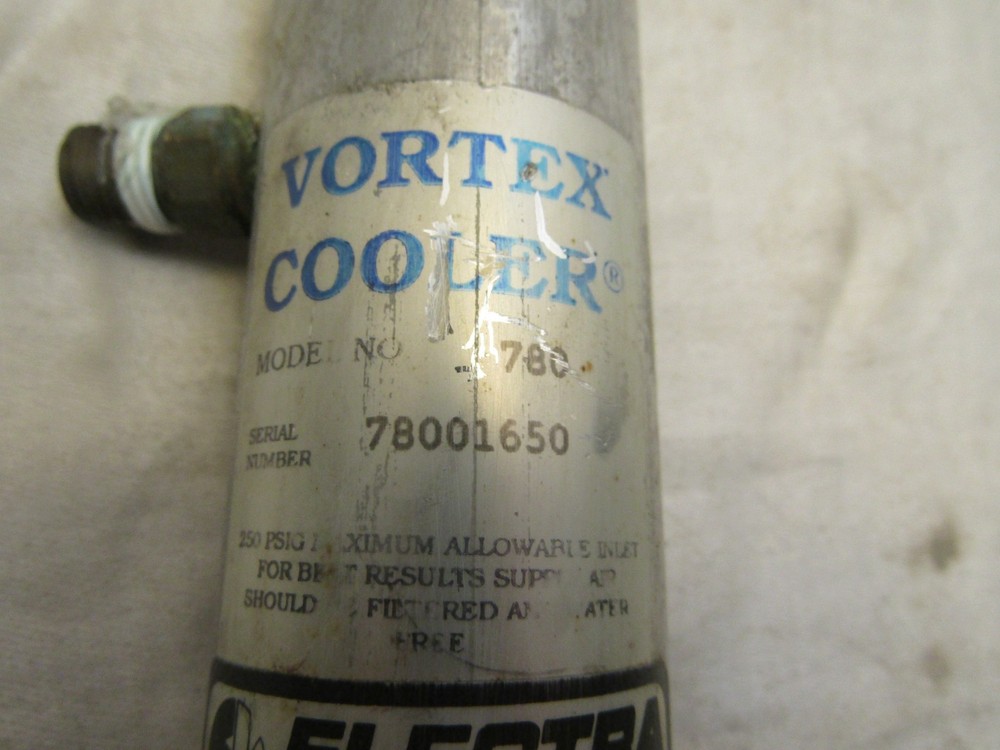 VORTEX
COOLER®
MODEL NO 780
SERIAL
NUMBER 78001650
250 PSIG MAXIMUM ALLOWABLE INLET
FOR BEST RESULTS SUPPLY AIR
SHOULD BE FILTERED AND WATER
FREE
ELECTRA